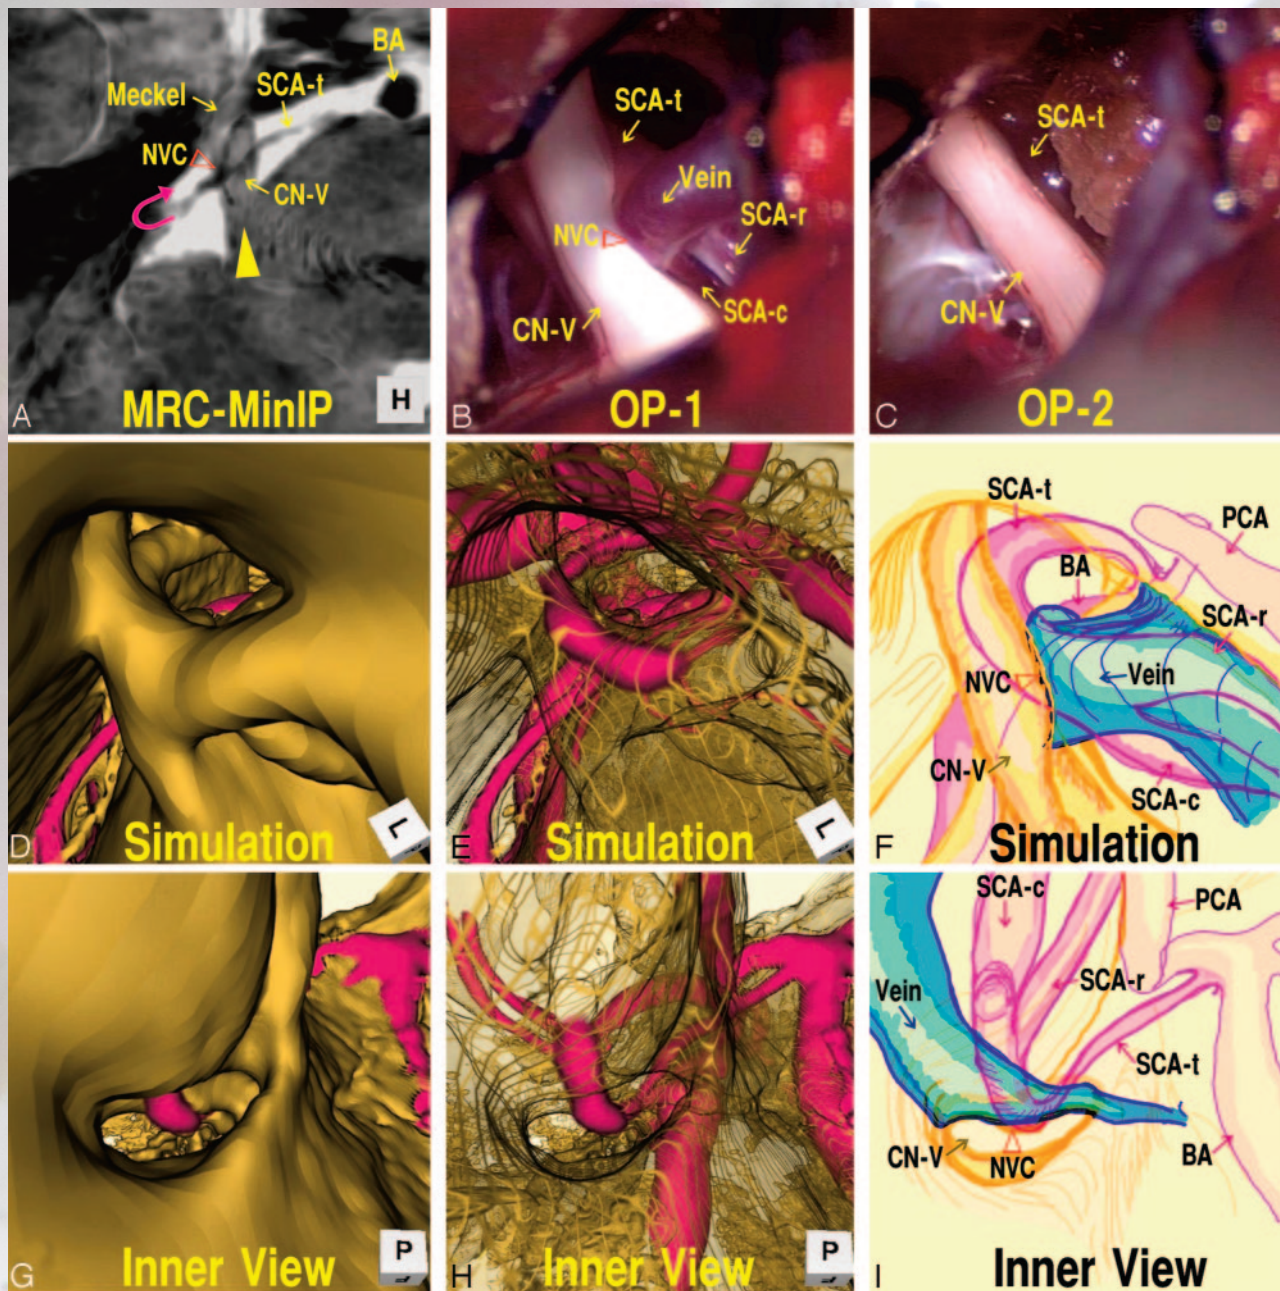 BA
Meckel
SCA-t
NVC
CN-V
H
A
MRC-MinIP
SCA-t
Vein
SCA-r
NVC
SCA-c
CN-V
B
OP-1
SCA-t
CN-V
C
OP-2
L
D
Simulation
L
E
Simulation
SCA-t
PCA
BA
SCA-r
NVC
Vein
CN-V
SCA-c
F
Simulation
P
G
Inner View
P
H
Inner View
SCA-c
PCA
Vein
SCA-r
SCA-t
CN-V
NVC
BA
I
Inner View